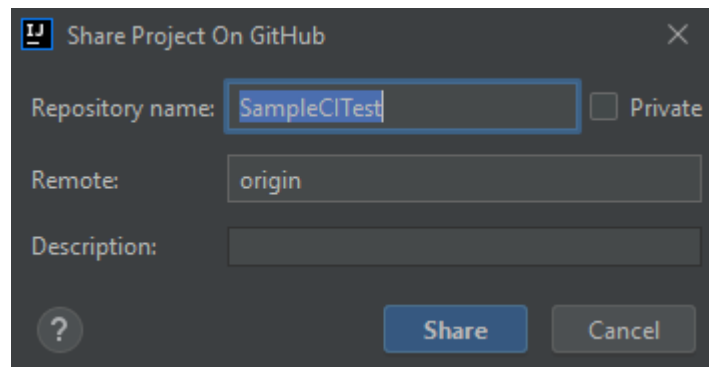 IJ Share Project On GitHub
Repository name: SampleCITest Private
Remote: origin
Description:
? Share Cancel